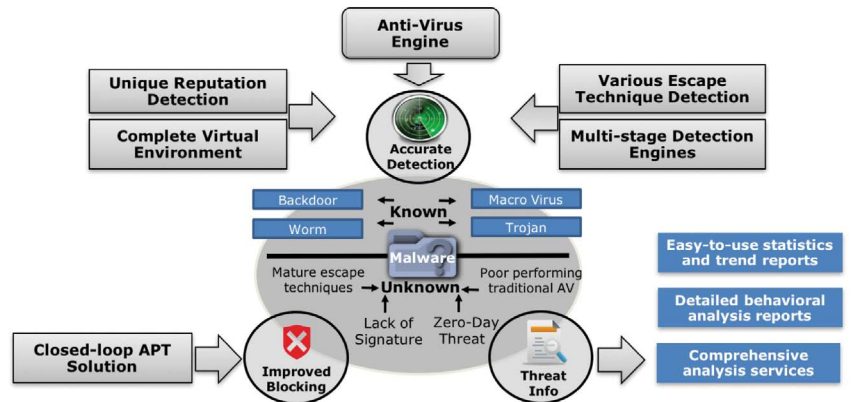 Anti-Virus
Engine
Unique Reputation
Detection
Complete Virtual
Environment
Various Escape
Technique Detection
Multi-stage Detection
Engines
Accurate
Detection
Backdoor
Worm
Known
Macro Virus
Trojan
Malware
Mature escape
techniques
Unknown
Poor performing
traditional AV
Lack of
Signature
Zero-Day
Threat
Easy-to-use statistics
and trend reports
Detailed behavioral
analysis reports
Comprehensive
analysis services
Closed-loop APT
Solution
Improved
Blocking
Threat
Info